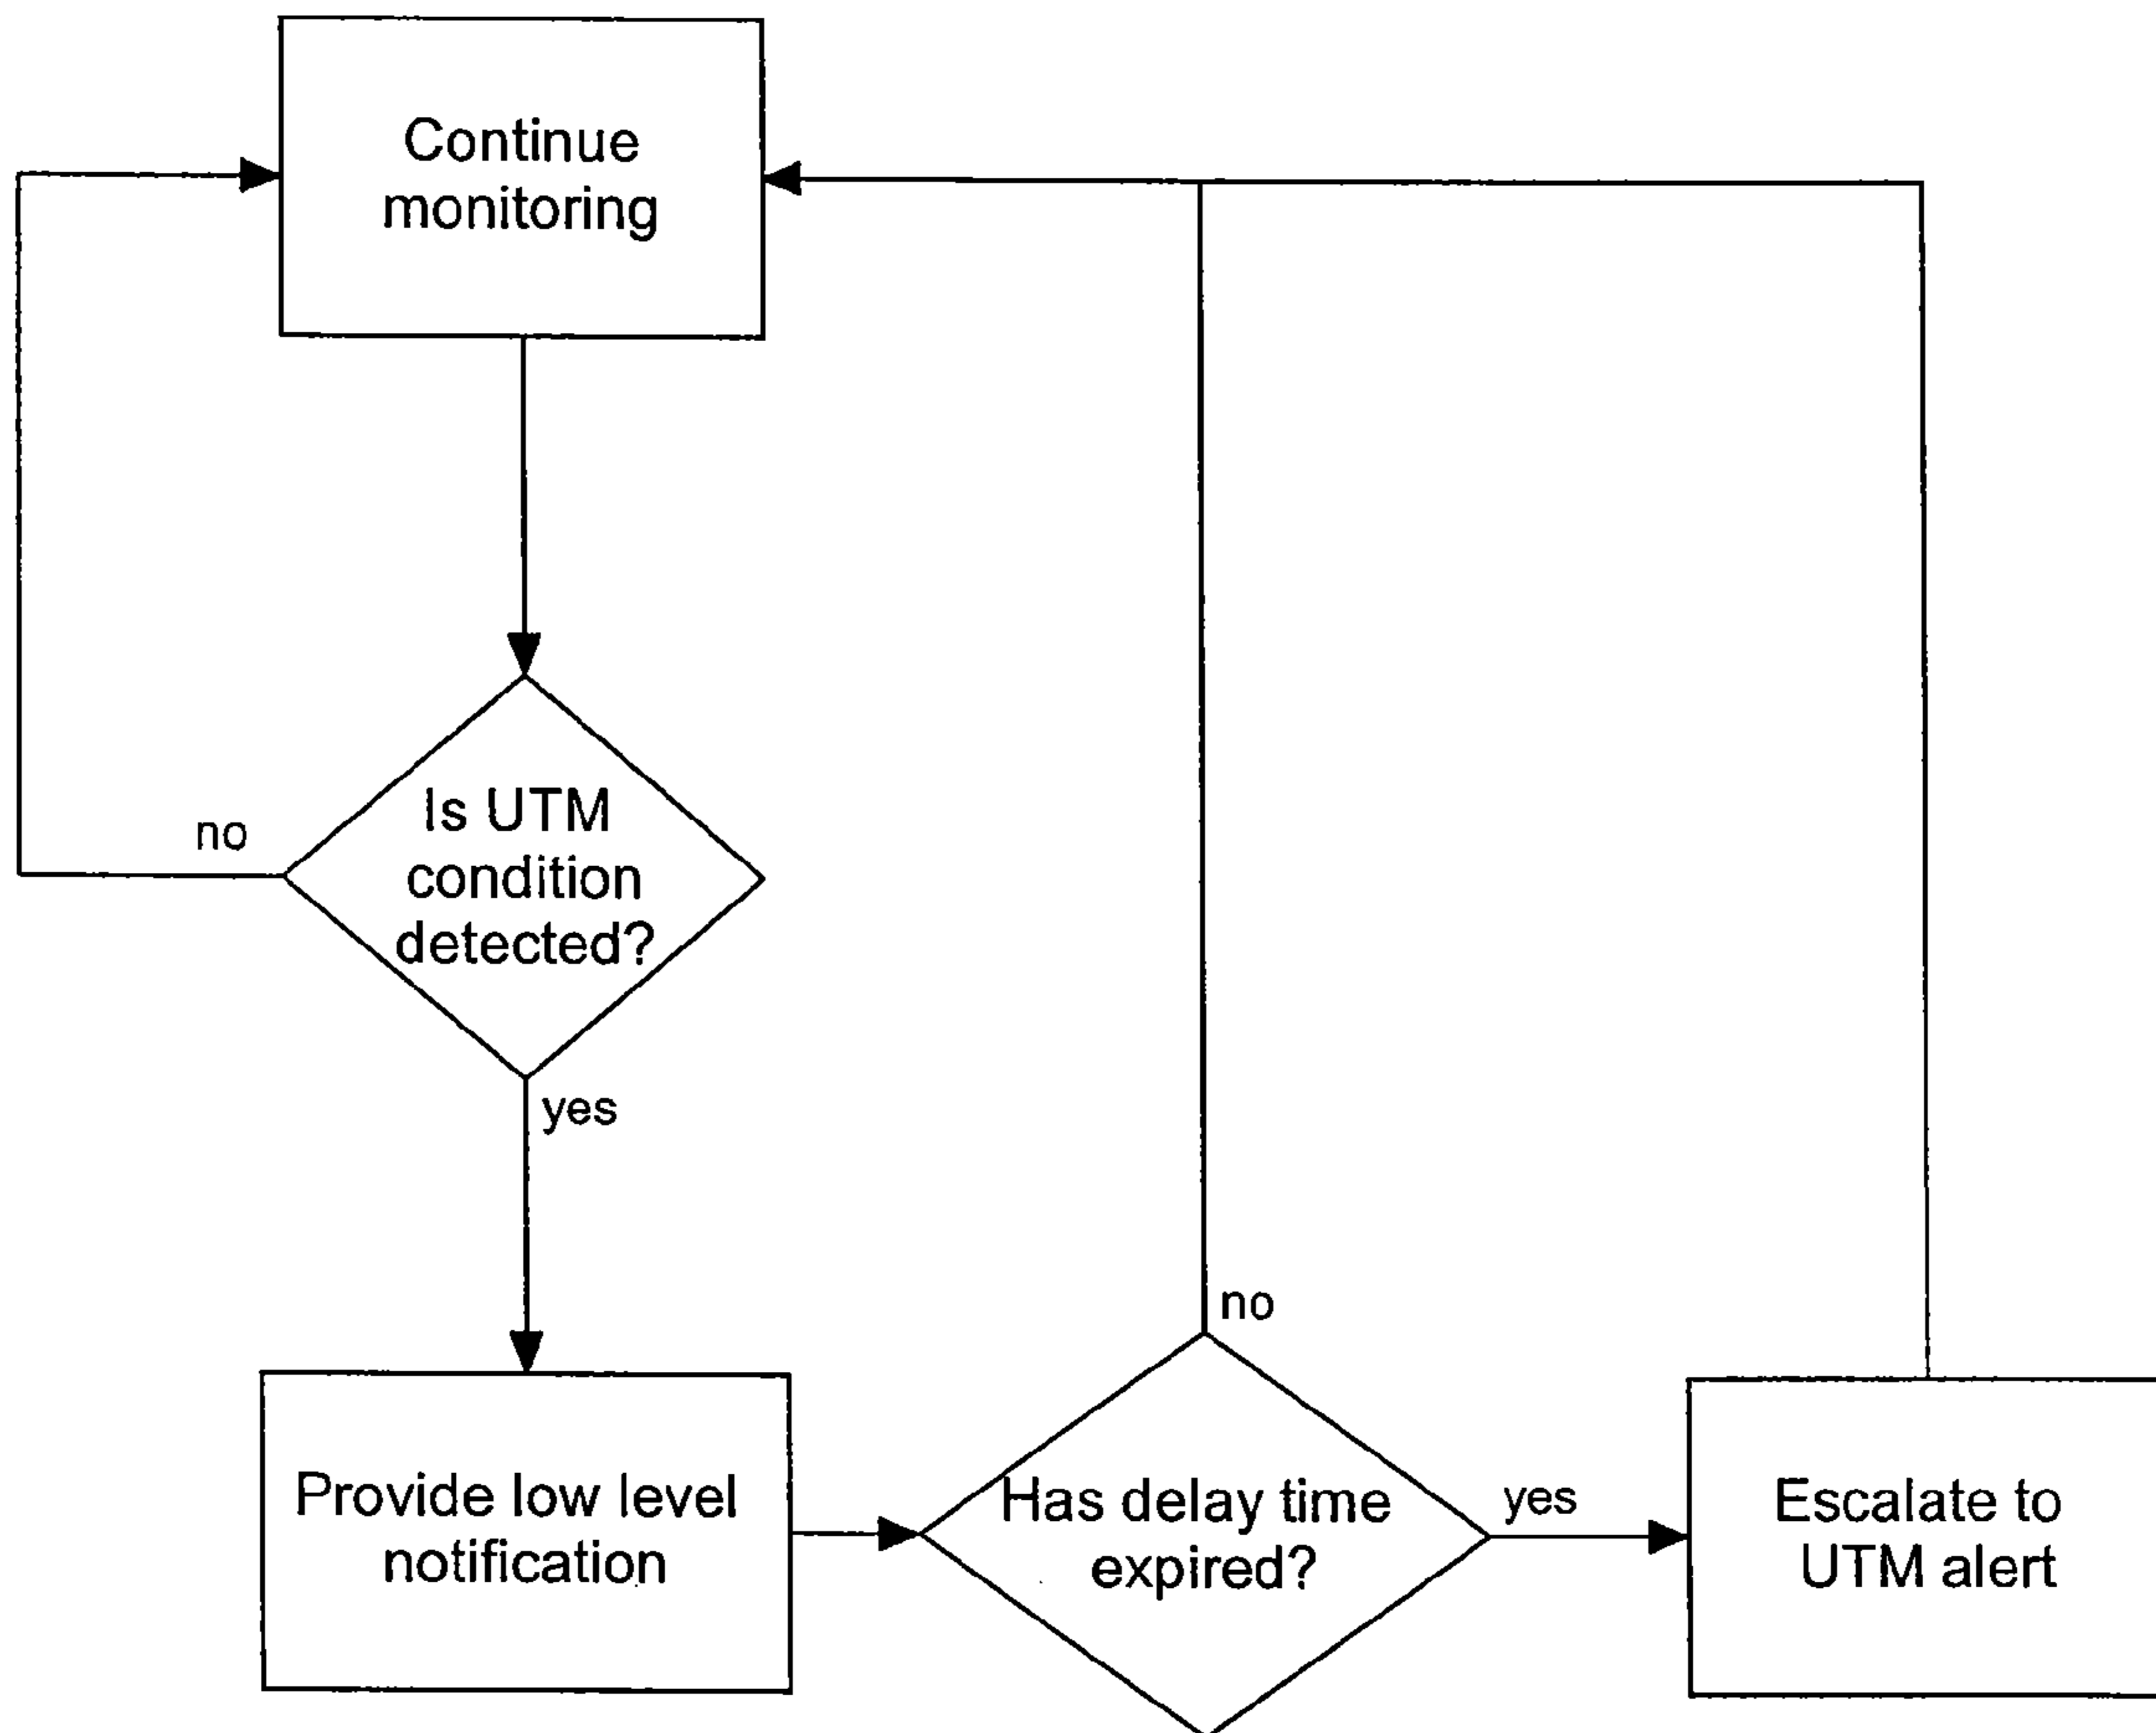 Continue
monitoring
Is UTM
condition
detected?
no
yes
Provide low level
notification
Has delay time
expired?
no
yes
Escalate to
UTM alert